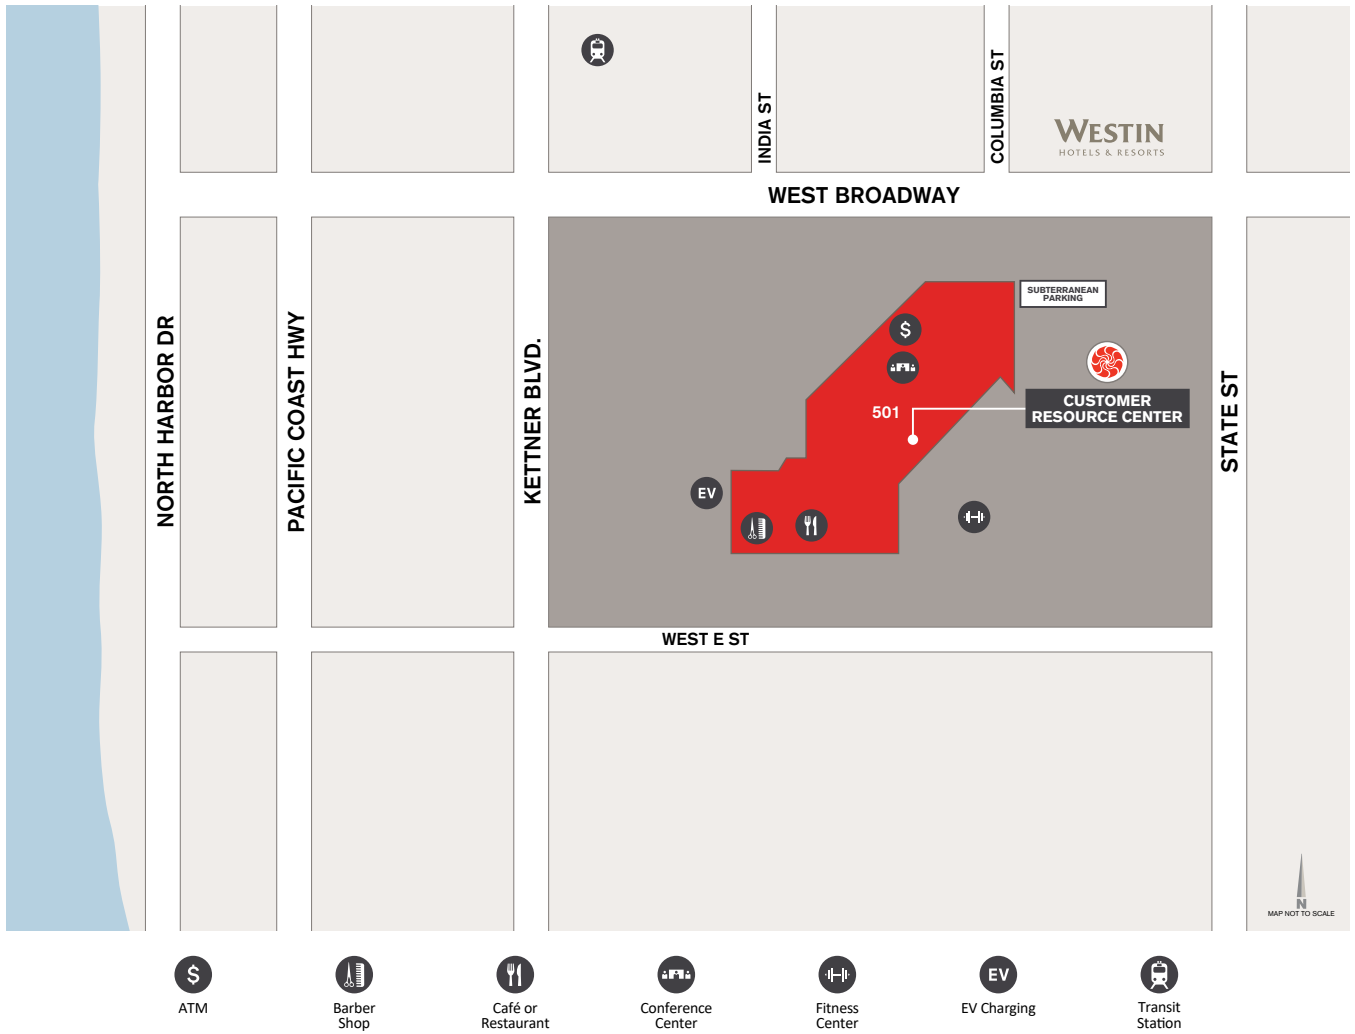 INDIA ST
COLUMBIA ST
WESTIN
HOTELS & RESORTS
WEST BROADWAY
NORTH HARBOR DR
PACIFIC COAST HWY
KETTNER BLVD.
STATE ST
SUBTERRANEAN
PARKING
$
501
CUSTOMER
RESOURCE CENTER
EV
WEST E ST
N
MAP NOT TO SCALE
$
EV
ATM
Barber
Shop
Café or
Restaurant
Conference
Center
Fitness
Center
EV Charging
Transit
Station